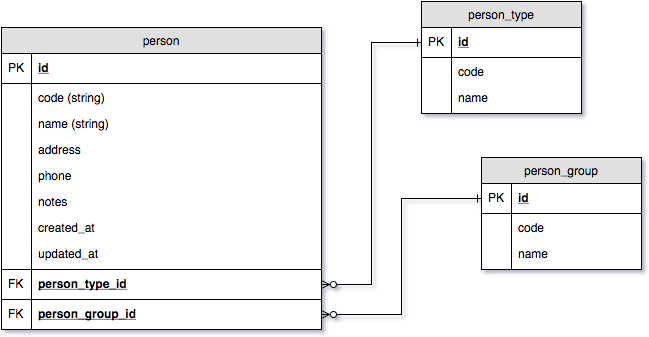 person
PK id
code (string)
name (string)
address
phone
notes
created_at
updated_at
FK person_type_id
FK person_group_id
person_type
PK id
code
name
person_group
PK id
code
name